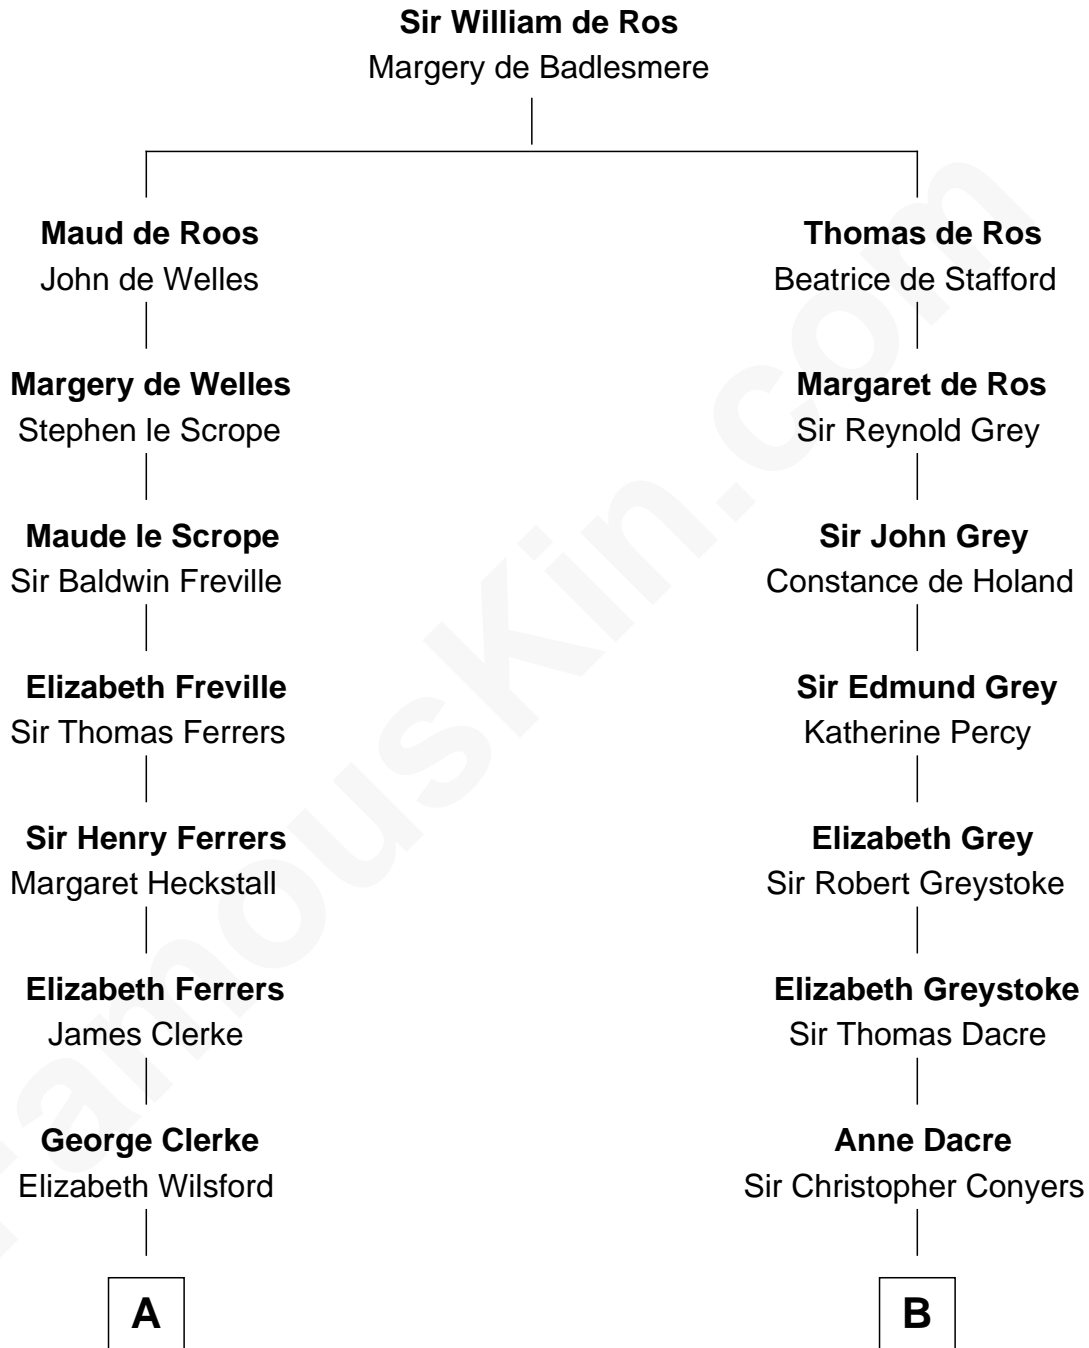 Sir William de Ros
Margery de Badlesmere
Maud de Roos
John de Welles
Thomas de Ros
Beatrice de Stafford
Margery de Welles
Stephen le Scrope
Margaret de Ros
Sir Reynold Grey
Maude le Scrope
Sir Baldwin Freville
Sir John Grey
Constance de Holand
Elizabeth Freville
Sir Thomas Ferrers
Sir Edmund Grey
Katherine Percy
Sir Henry Ferrers
Margaret Heckstall
Elizabeth Grey
Sir Robert Greystoke
Elizabeth Ferrers
James Clerke
Elizabeth Greystoke
Sir Thomas Dacre
George Clerke
Elizabeth Wilsford
Anne Dacre
Sir Christopher Conyers
A
B
FamousKin.com